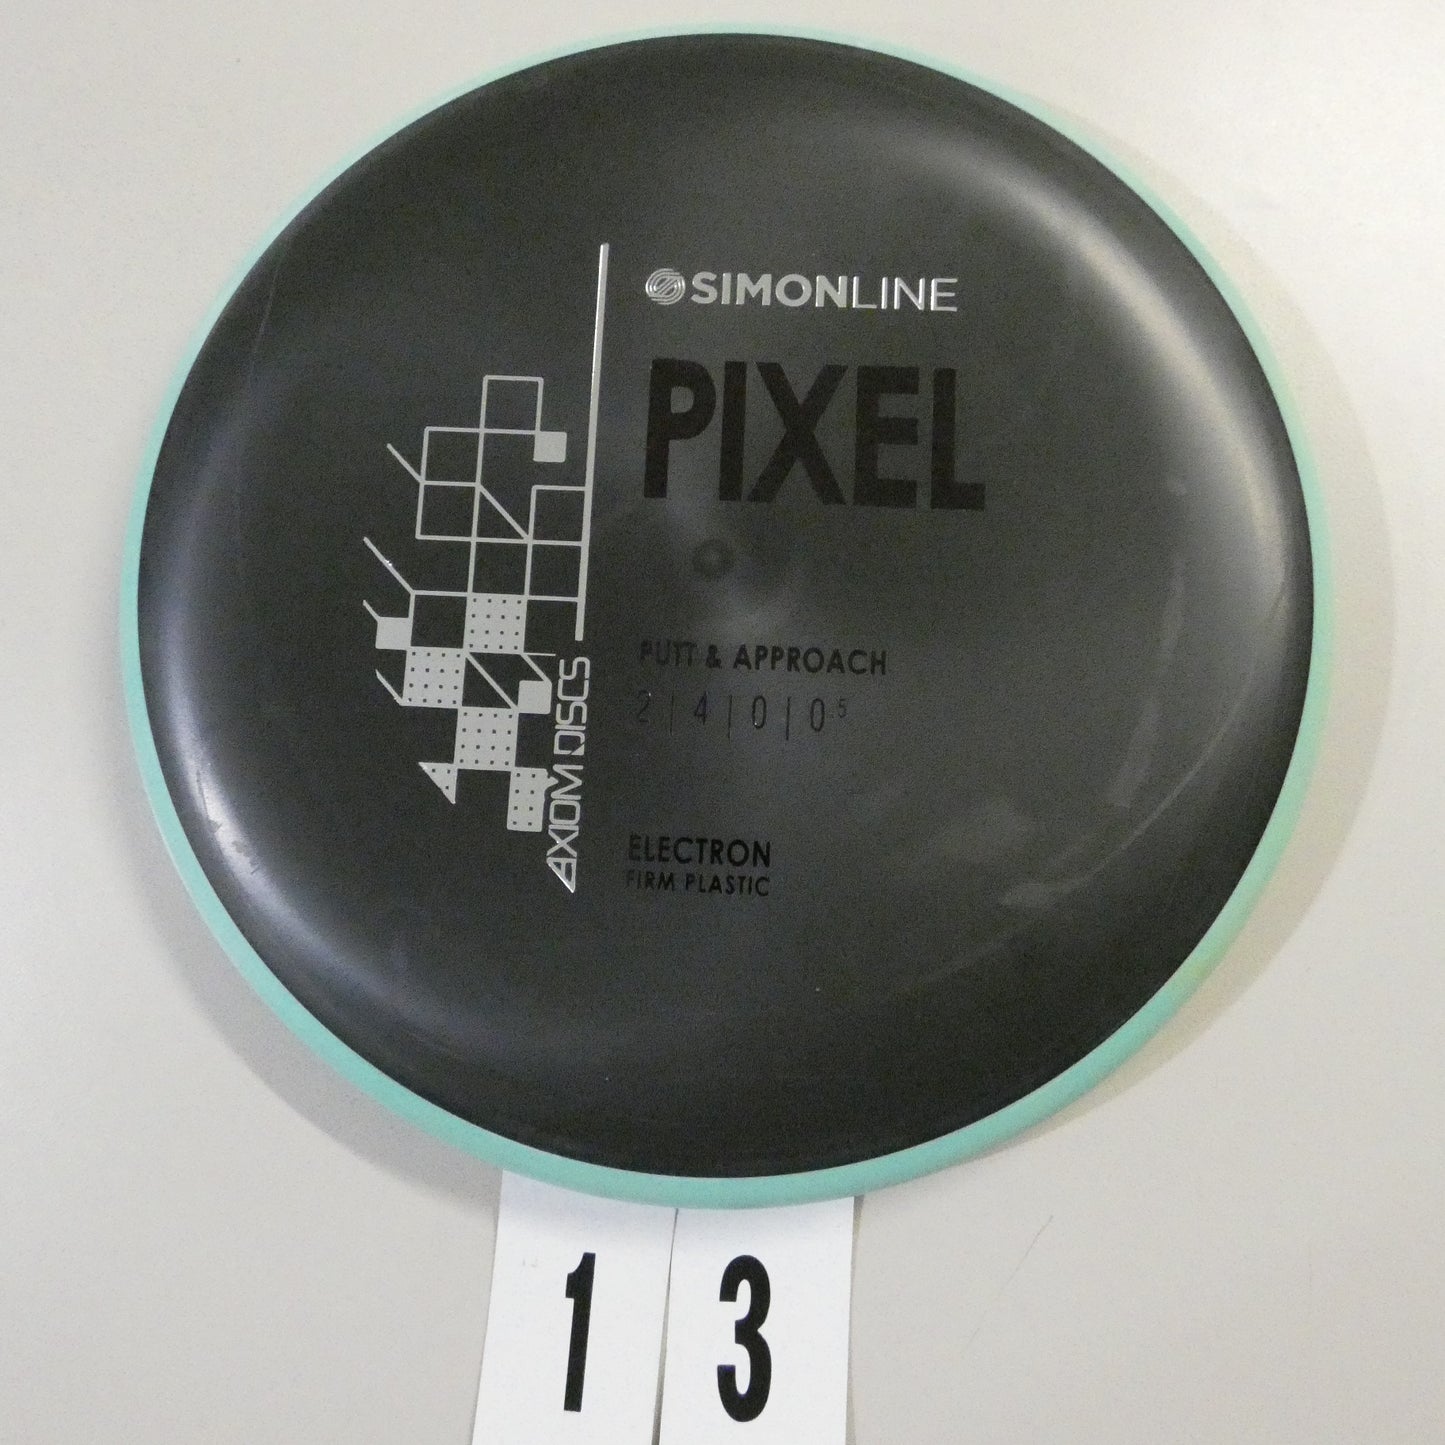 SIMONLINE
PIXEL
PUTT & APPROACH
2 | 4 | 0 | 0.5
ELECTRON
FIRM PLASTIC
AXIOM DISCS
1 3